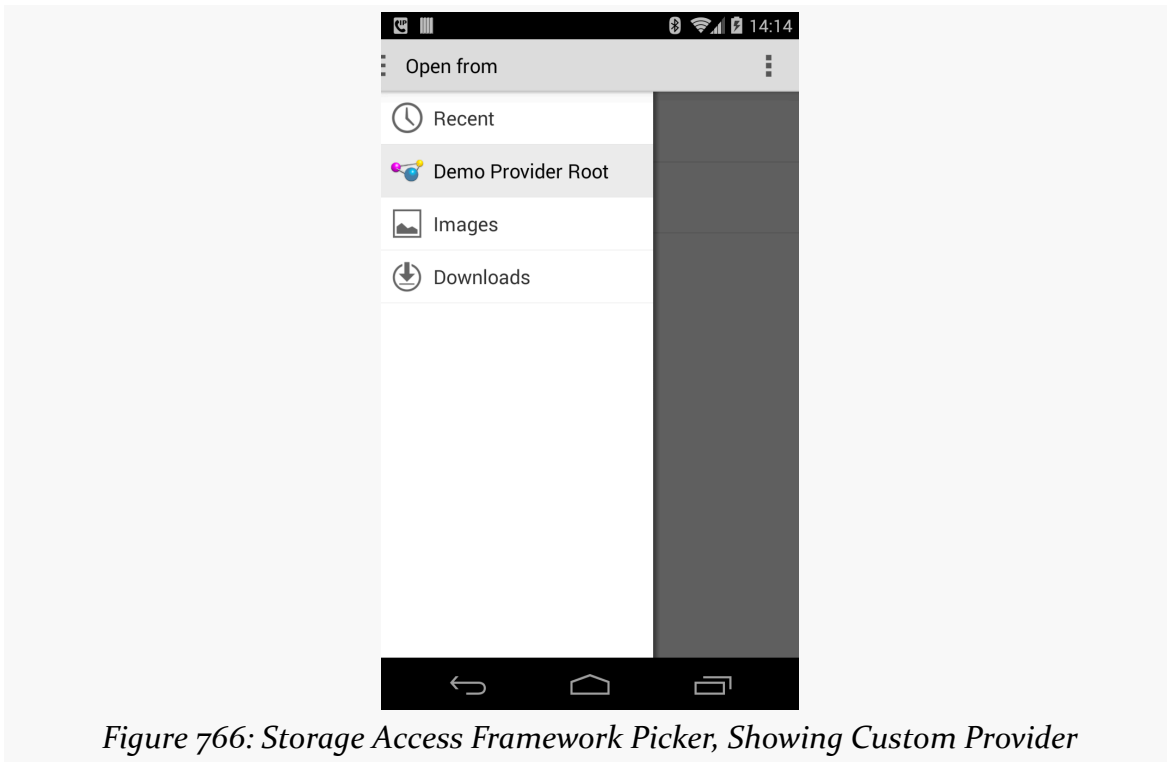 14:14
Open from
Recent
Demo Provider Root
Images
Downloads
Figure 766: Storage Access Framework Picker, Showing Custom Provider